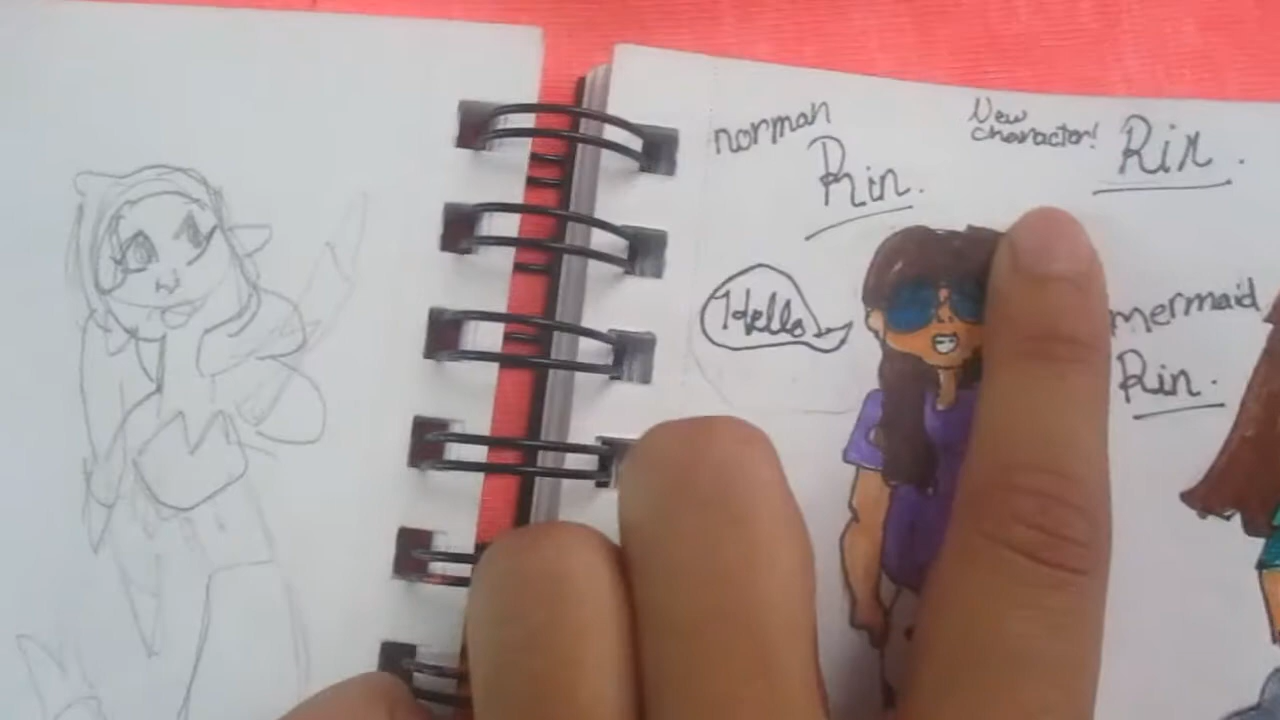 norman
Rin.
New
character!
Rin.
Hello
mermaid
Rin.